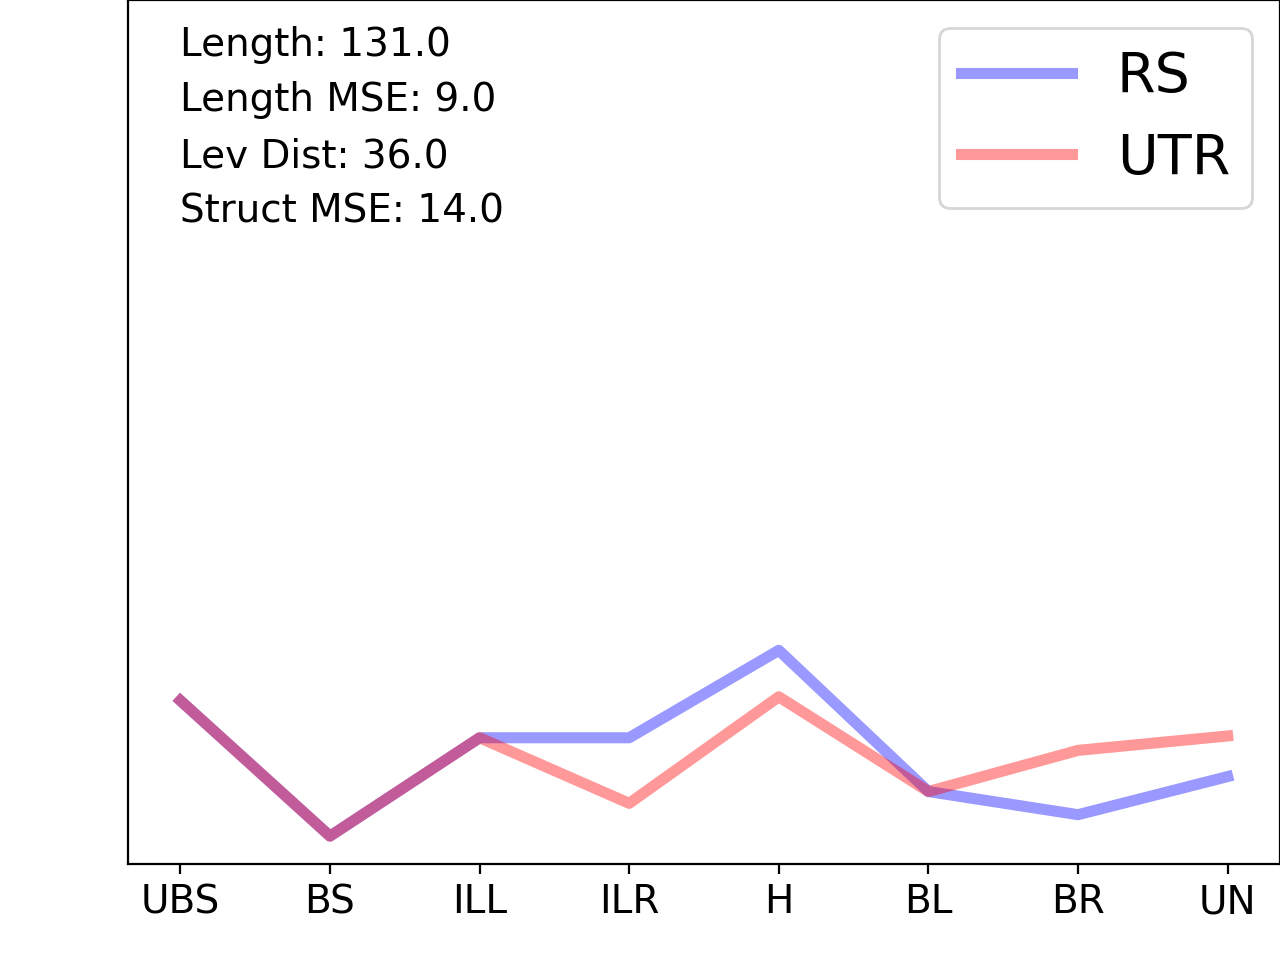 Length: 131.0
Length MSE: 9.0
Lev Dist: 36.0
Struct MSE: 14.0
RS
UTR
UBS BS ILL ILR H BL BR UN